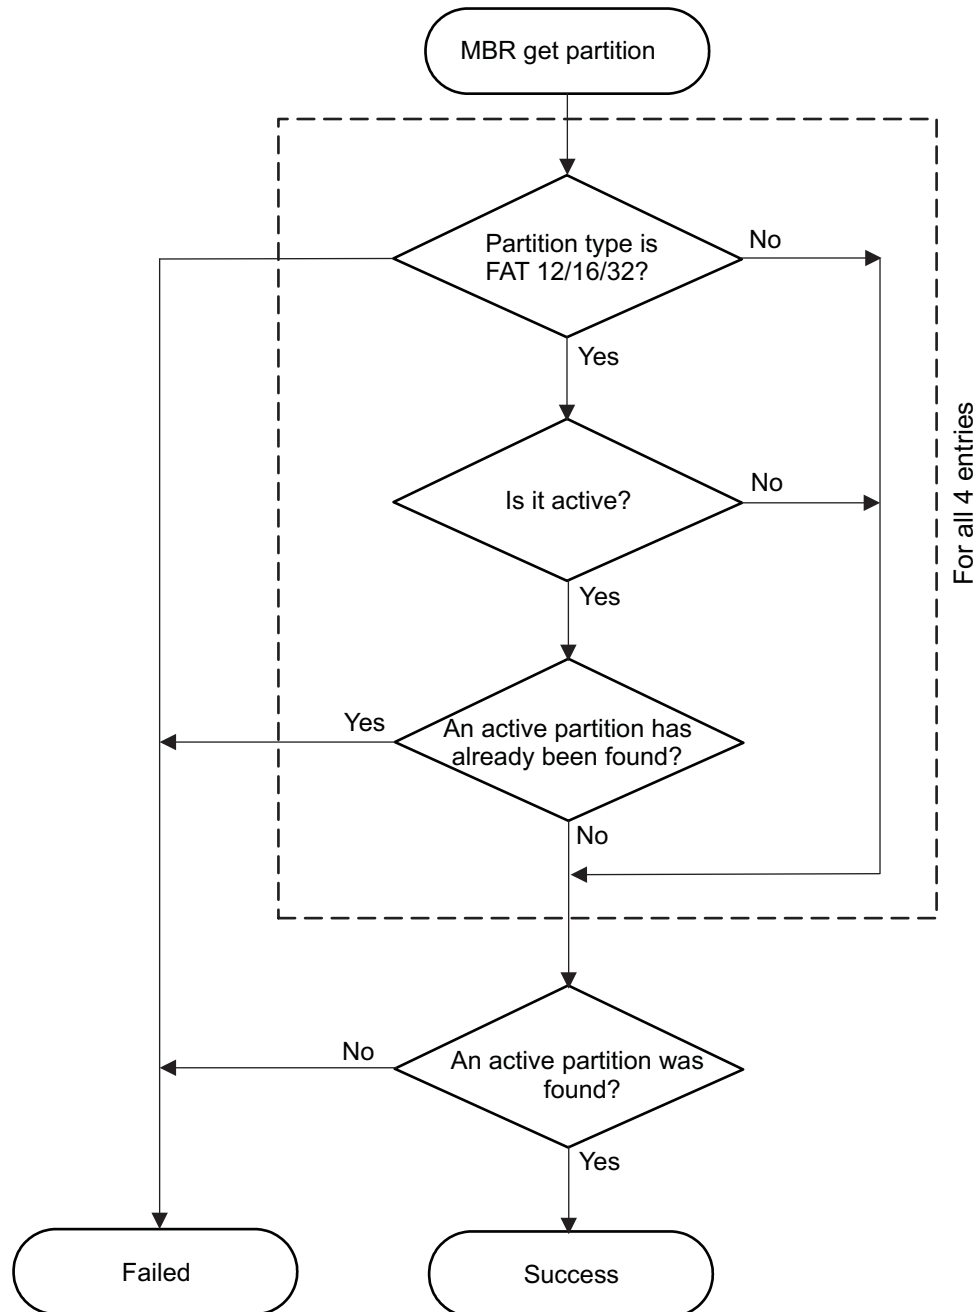 MBR get partition
Partition type is
FAT 12/16/32?
No
Yes
Is it active?
No
Yes
For all 4 entries
An active partition has
already been found?
Yes
No
An active partition was
found?
No
Yes
Failed
Success